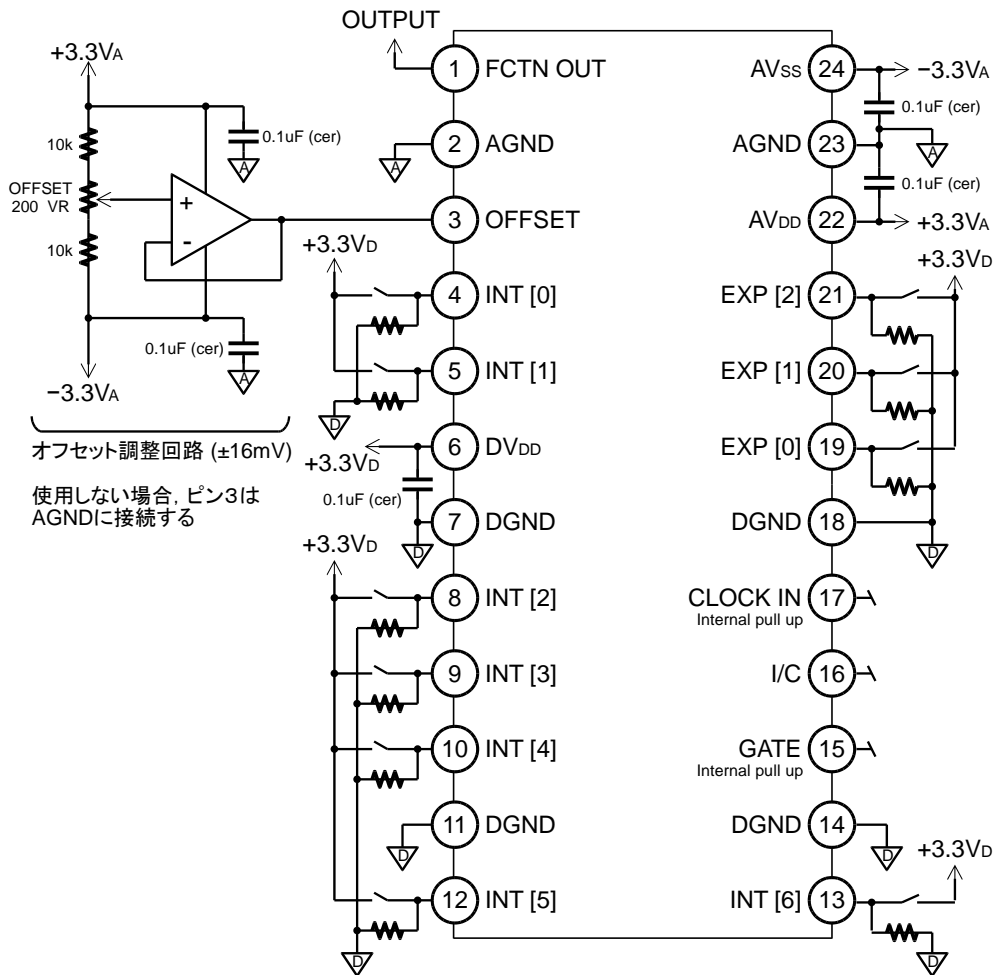 OUTPUT
+3.3VA
10k
OFFSET
200 VR
10k
0.1uF (cer)
A
+
-
0.1uF (cer)
A
−3.3VA
オフセット調整回路 (±16mV)
使用しない場合, ピン3は
AGNDに接続する
1 FCTN OUT
A
2 AGND
3 OFFSET
+3.3VD
4 INT [0]
5 INT [1]
D
+3.3VD
6 DVDD
0.1uF (cer)
7 DGND
D
+3.3VD
8 INT [2]
9 INT [3]
10 INT [4]
D
11 DGND
12 INT [5]
D
AVSS 24
−3.3VA
0.1uF (cer)
AGND 23
A
0.1uF (cer)
AVDD 22
+3.3VA
+3.3VD
EXP [2] 21
EXP [1] 20
EXP [0] 19
DGND 18
D
CLOCK IN 17
Internal pull up
I/C 16
GATE 15
Internal pull up
DGND 14
D
+3.3VD
INT [6] 13
D